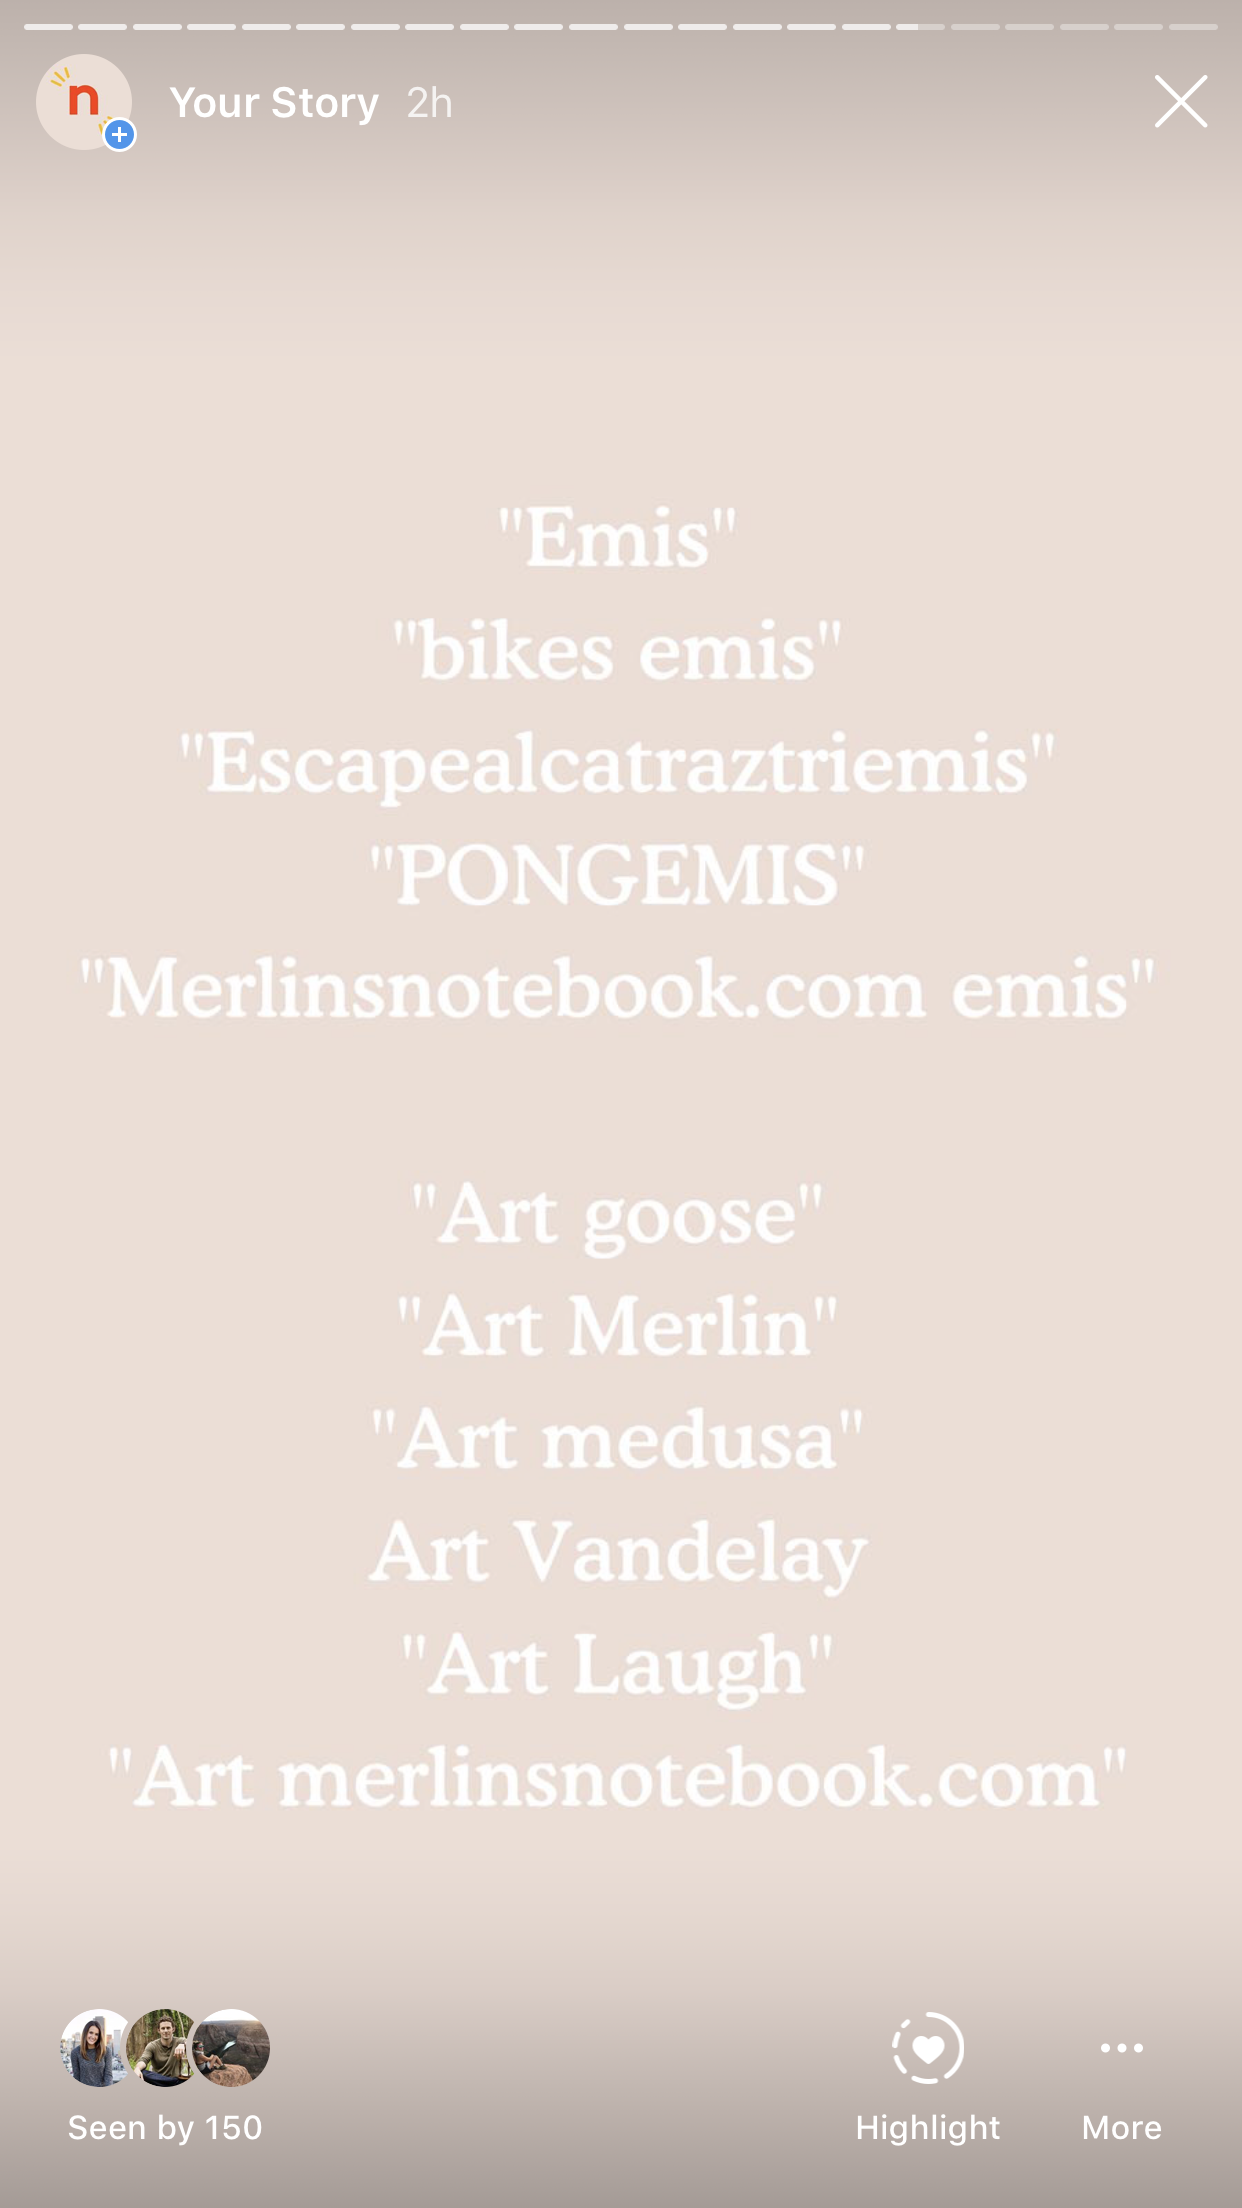 n
Your Story 2h
"Emis"
"bikes emis"
"Escapealcatraztriemis"
"PONGEMIS"
"Merlinsnotebook.com emis"
"Art goose"
"Art Merlin"
"Art medusa"
Art Vandelay
"Art Laugh"
"Art merlinsnotebook.com"
Seen by 150
Highlight
More